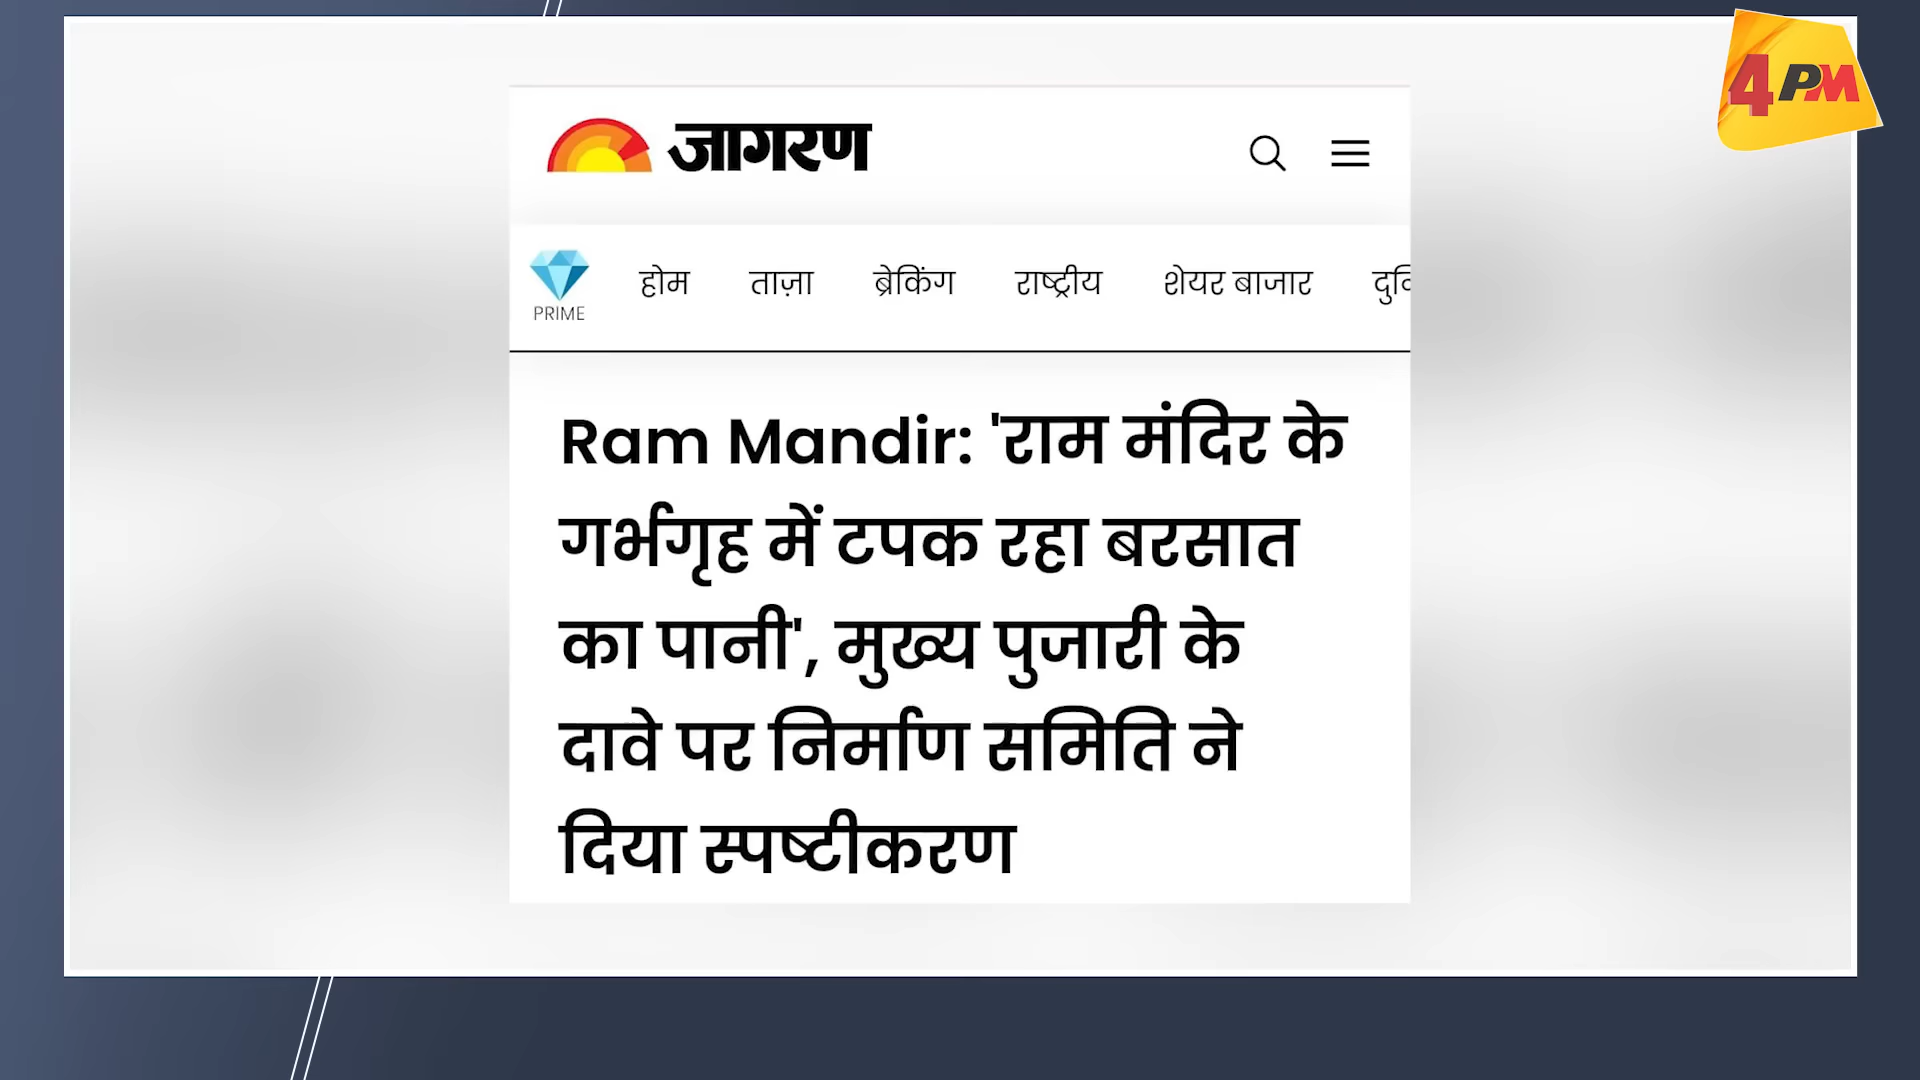 4PM
जागरण
PRIME
होम ताज़ा ब्रेकिंग राष्ट्रीय शेयर बाजार
Ram Mandir: 'राम मंदिर के
गर्भगृह में टपक रहा बरसात
का पानी', मुख्य पुजारी के
दावे पर निर्माण समिति ने
दिया स्पष्टीकरण